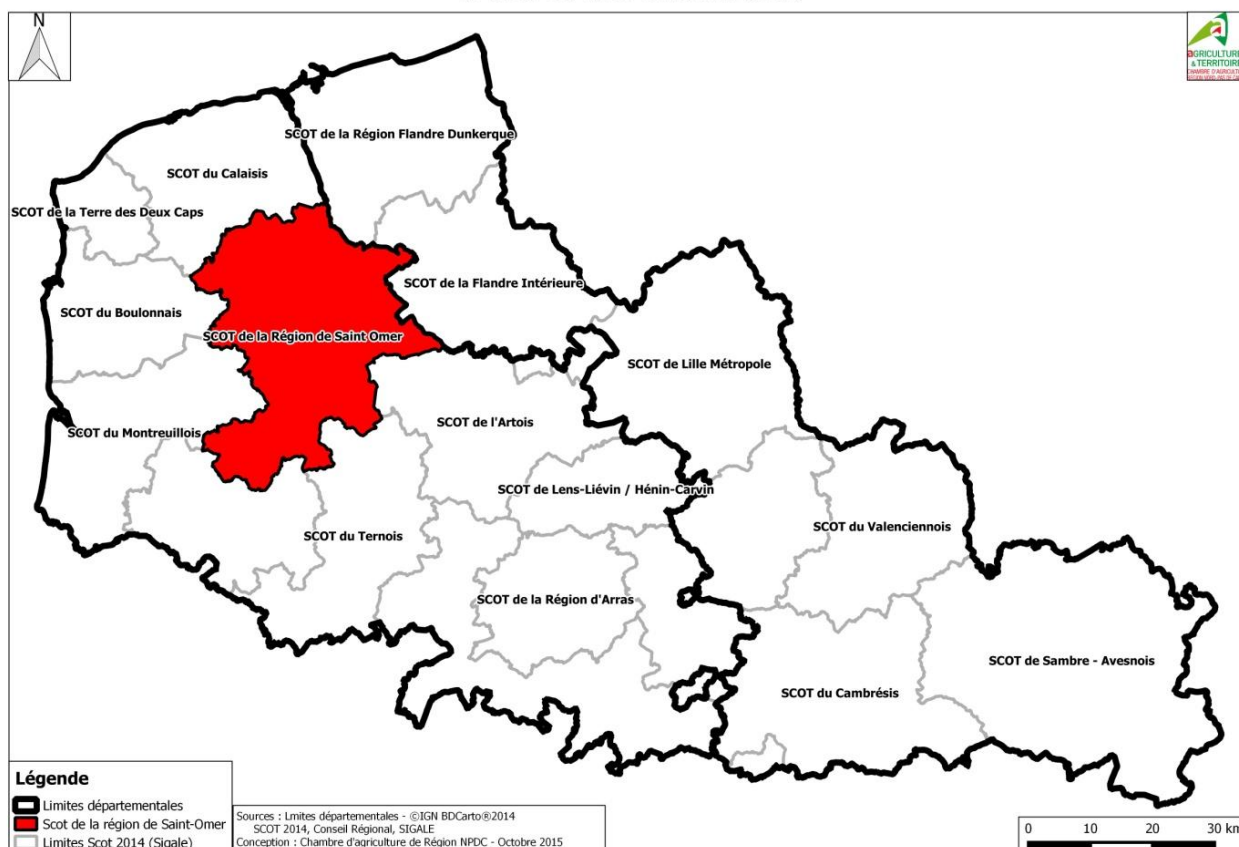 N
AGRICULTURES
& TERRITOIRES
CHAMBRE D'AGRICULTURE
SCOT de la Région Flandre Dunkerque
SCOT du Calaisis
SCOT de la Terre des Deux Caps
SCOT de la Flandre Intérieure
SCOT du Boulonnais
SCOT de la Région de Saint Omer
SCOT de Lille Métropole
SCOT de l'Artois
SCOT du Montreuillois
SCOT de Lens-Liévin / Hénin-Carvin
SCOT du Valenciennois
SCOT du Ternois
SCOT de la Région d'Arras
SCOT de Sambre - Avesnois
SCOT du Cambrésis
Légende
Limites départementales
Scot de la région de Saint-Omer
Limites Scot 2014 (Sigale)
Sources : Lmites départementales - ©IGN BDCarto®2014
SCOT 2014, Conseil Régional, SIGALE
Conception : Chambre d'agriculture de Région NPDC - Octobre 2015
0 10 20 30 km